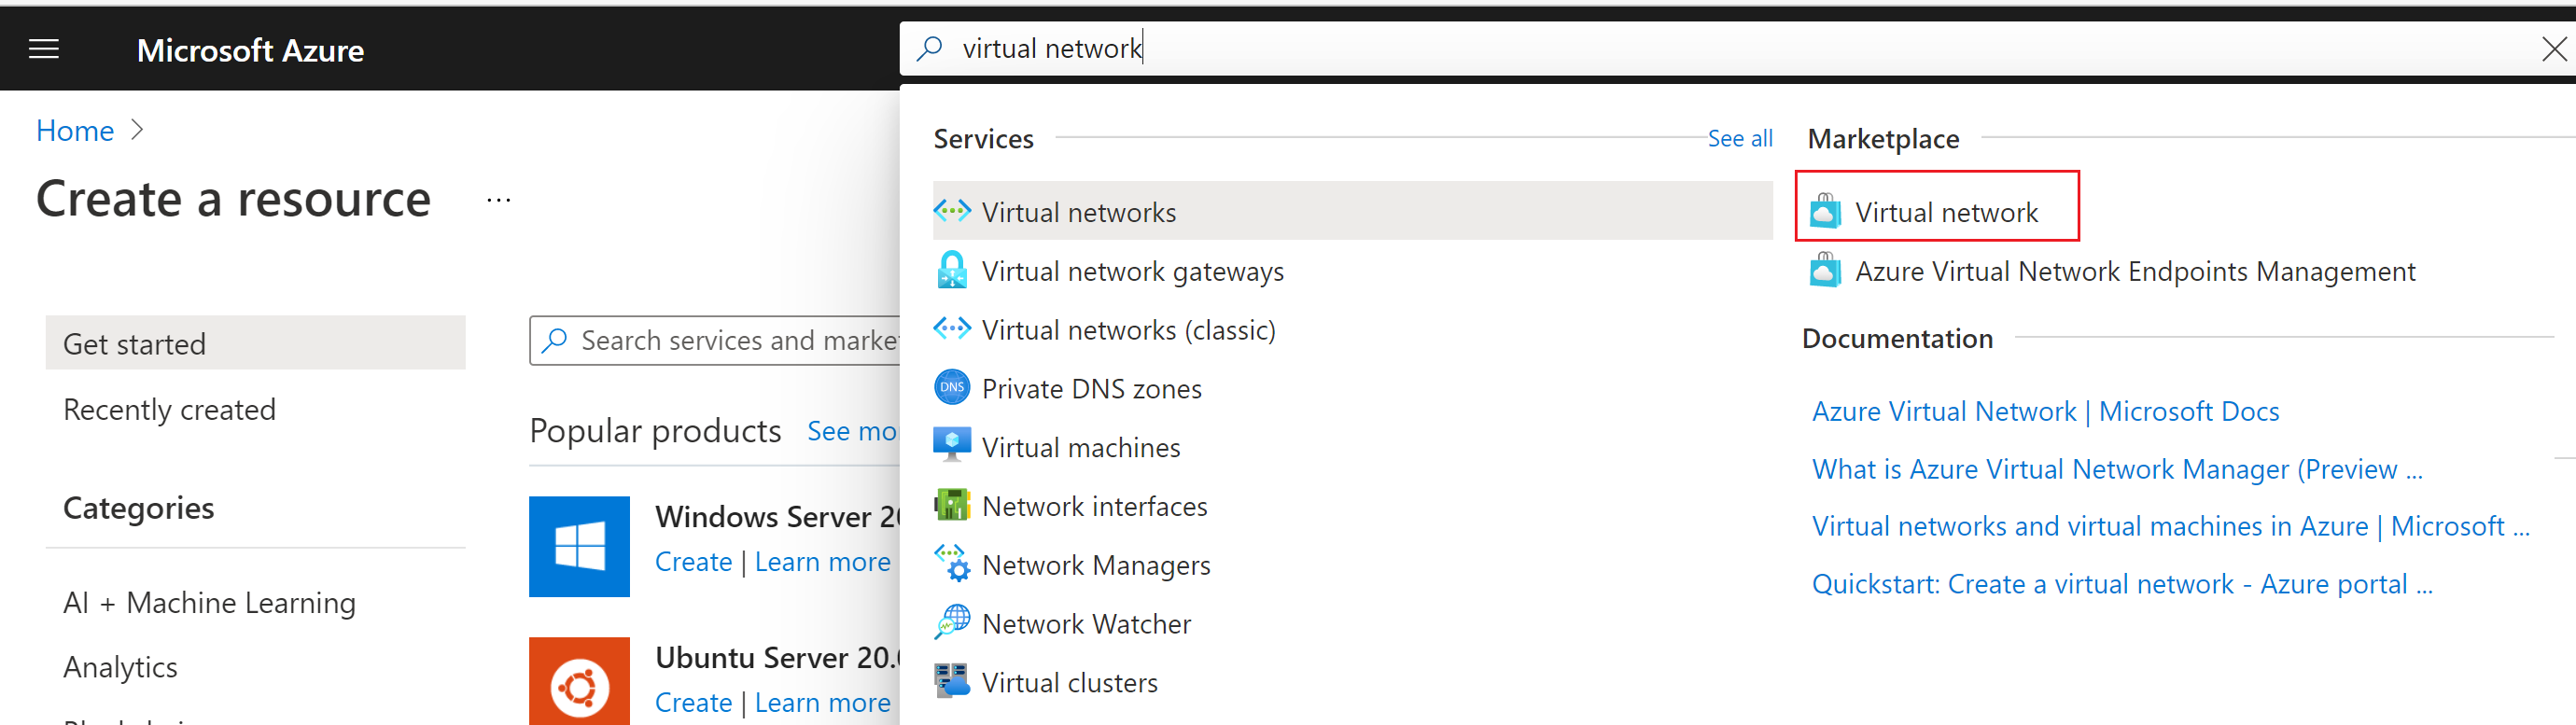 Microsoft Azure
virtual network
Home
Create a resource
...
Get started
Recently created
Categories
AI + Machine Learning
Analytics
Search services and
Popular products
See
Windows Server
Create | Learn more
Ubuntu Server
Create | Learn more
Services
See all
Virtual networks
Virtual network gateways
Virtual networks (classic)
DNS
Private DNS zones
Virtual machines
Network interfaces
Network Managers
Network Watcher
Virtual clusters
Marketplace
Virtual network
Azure Virtual Network Endpoints Management
Documentation
Azure Virtual Network | Microsoft Docs
What is Azure Virtual Network Manager (Preview ...
Virtual networks and virtual machines in Azure | Microsoft ...
Quickstart: Create a virtual network - Azure portal ...